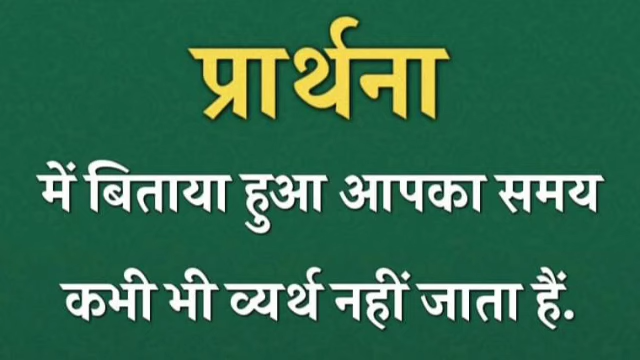 प्रार्थना
में बिताया हुआ आपका समय
कभी भी व्यर्थ नहीं जाता हैं.